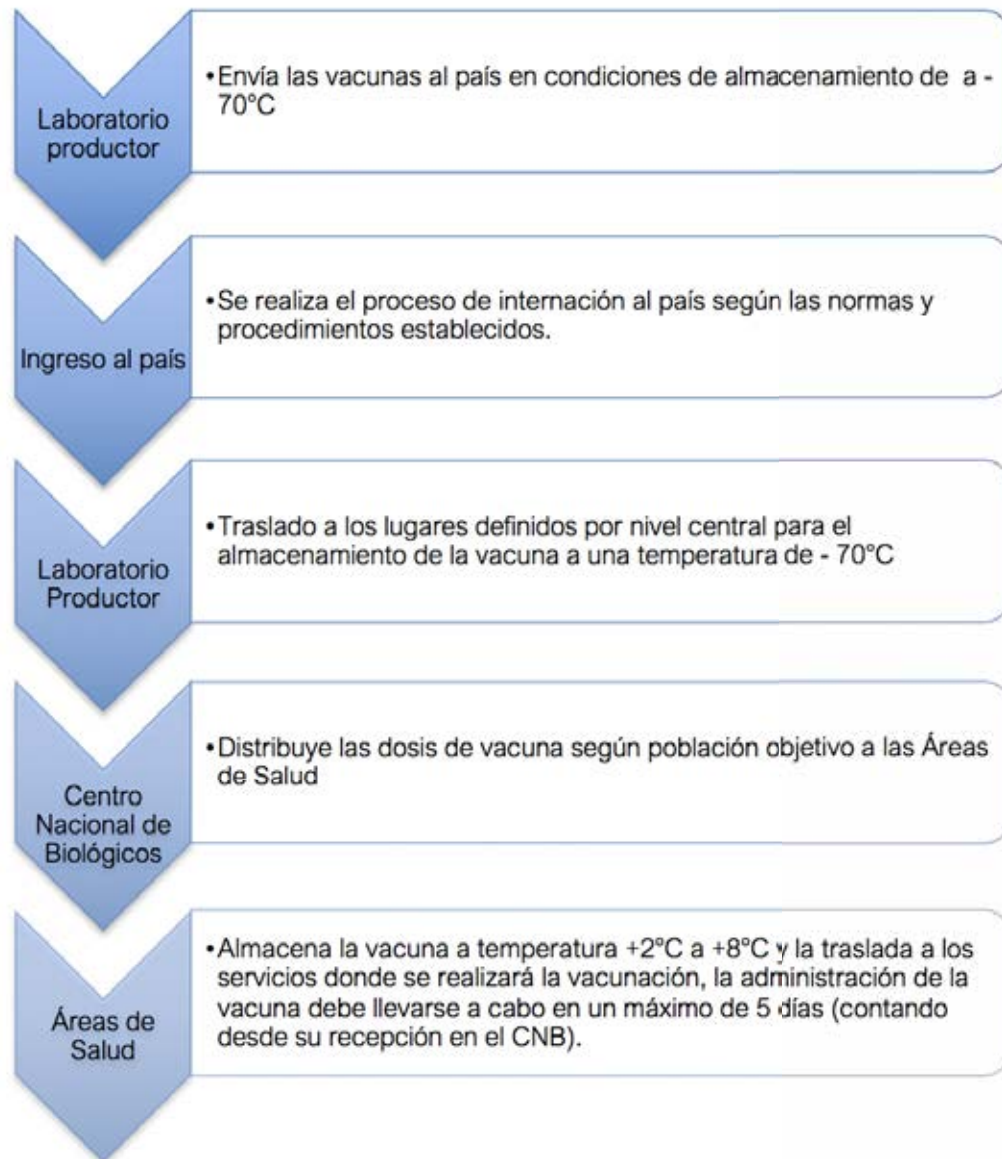 Laboratorio
productor
•Envía las vacunas al país en condiciones de almacenamiento de  a -
70°C
Ingreso al país
•Se realiza el proceso de internación al país según las normas y
procedimientos establecidos.
Laboratorio
Productor
•Traslado a los lugares definidos por nivel central para el
almacenamiento de la vacuna a una temperatura de - 70°C
Centro
Nacional de
Biológicos
•Distribuye las dosis de vacuna según población objetivo a las Áreas
de Salud
Áreas de
Salud
•Almacena la vacuna a temperatura +2°C a +8°C y la traslada a los
servicios donde se realizará la vacunación, la administración de la
vacuna debe llevarse a cabo en un máximo de 5 días (contando
desde su recepción en el CNB).